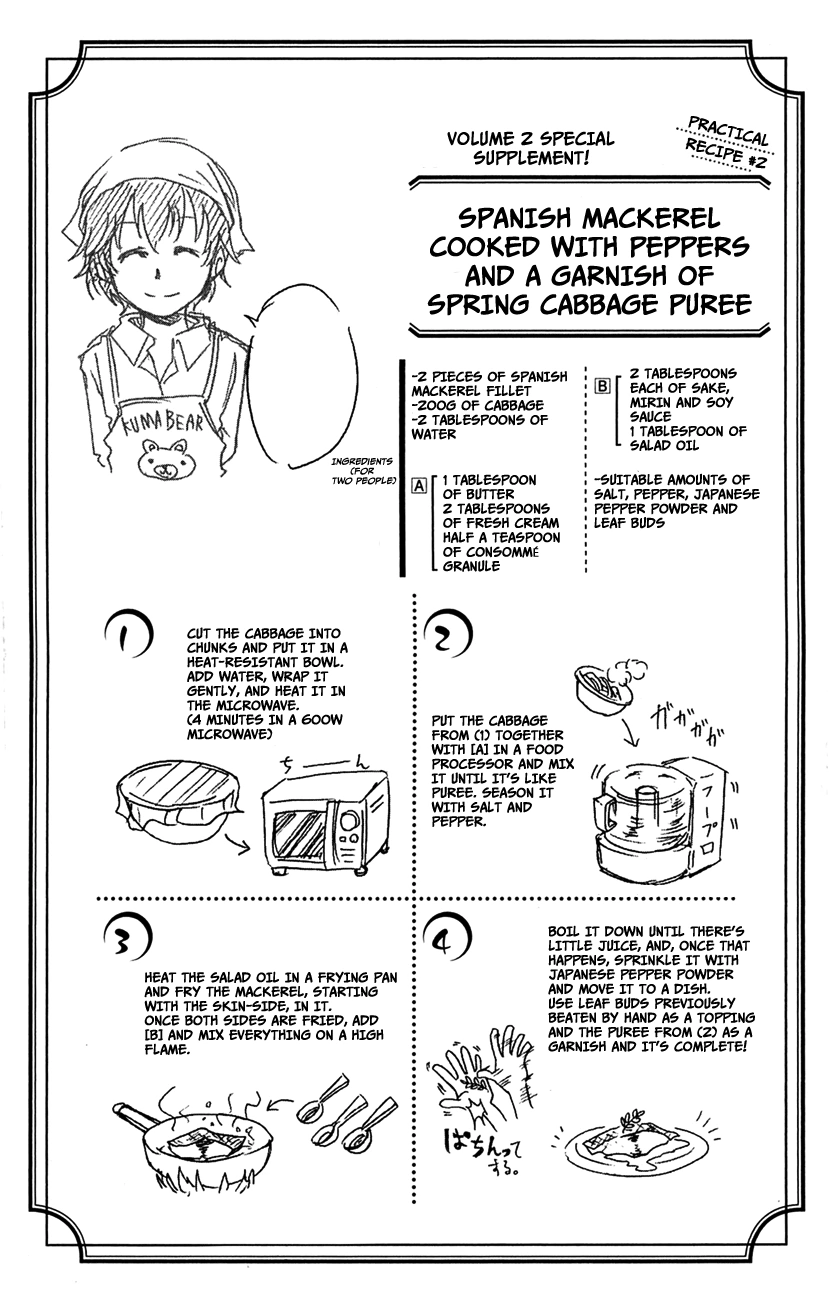 VOLUME 2 SPECIAL
SUPPLEMENT!
PRACTICAL
RECIPE #2
SPANISH MACKEREL
COOKED WITH PEPPERS
AND A GARNISH OF
SPRING CABBAGE PUREE
KUMA BEAR
INGREDIENTS
(FOR
TWO PEOPLE)
-2 PIECES OF SPANISH
MACKEREL FILLET
-200G OF CABBAGE
-2 TABLESPOONS OF
WATER
A
1 TABLESPOON
OF BUTTER
2 TABLESPOONS
OF FRESH CREAM
HALF A TEASPOON
OF CONSOMMÉ
GRANULE
B
2 TABLESPOONS
EACH OF SAKE,
MIRIN AND SOY
SAUCE
1 TABLESPOON OF
SALAD OIL
-SUITABLE AMOUNTS OF
SALT, PEPPER, JAPANESE
PEPPER POWDER AND
LEAF BUDS
1
CUT THE CABBAGE INTO
CHUNKS AND PUT IT IN A
HEAT-RESISTANT BOWL.
ADD WATER, WRAP IT
GENTLY, AND HEAT IT IN
THE MICROWAVE.
(4 MINUTES IN A 600W
MICROWAVE)
ちーん
2
PUT THE CABBAGE
FROM (1) TOGETHER
WITH [A] IN A FOOD
PROCESSOR AND MIX
IT UNTIL IT'S LIKE
PUREE. SEASON IT
WITH SALT AND
PEPPER.
ガガガガ
フープロ
3
HEAT THE SALAD OIL IN A FRYING PAN
AND FRY THE MACKEREL, STARTING
WITH THE SKIN-SIDE, IN IT.
ONCE BOTH SIDES ARE FRIED, ADD
[B] AND MIX EVERYTHING ON A HIGH
FLAME.
4
BOIL IT DOWN UNTIL THERE'S
LITTLE JUICE, AND, ONCE THAT
HAPPENS, SPRINKLE IT WITH
JAPANESE PEPPER POWDER
AND MOVE IT TO A DISH.
USE LEAF BUDS PREVIOUSLY
BEATEN BY HAND AS A TOPPING
AND THE PUREE FROM (2) AS A
GARNISH AND IT'S COMPLETE!
ぱちんって
する。